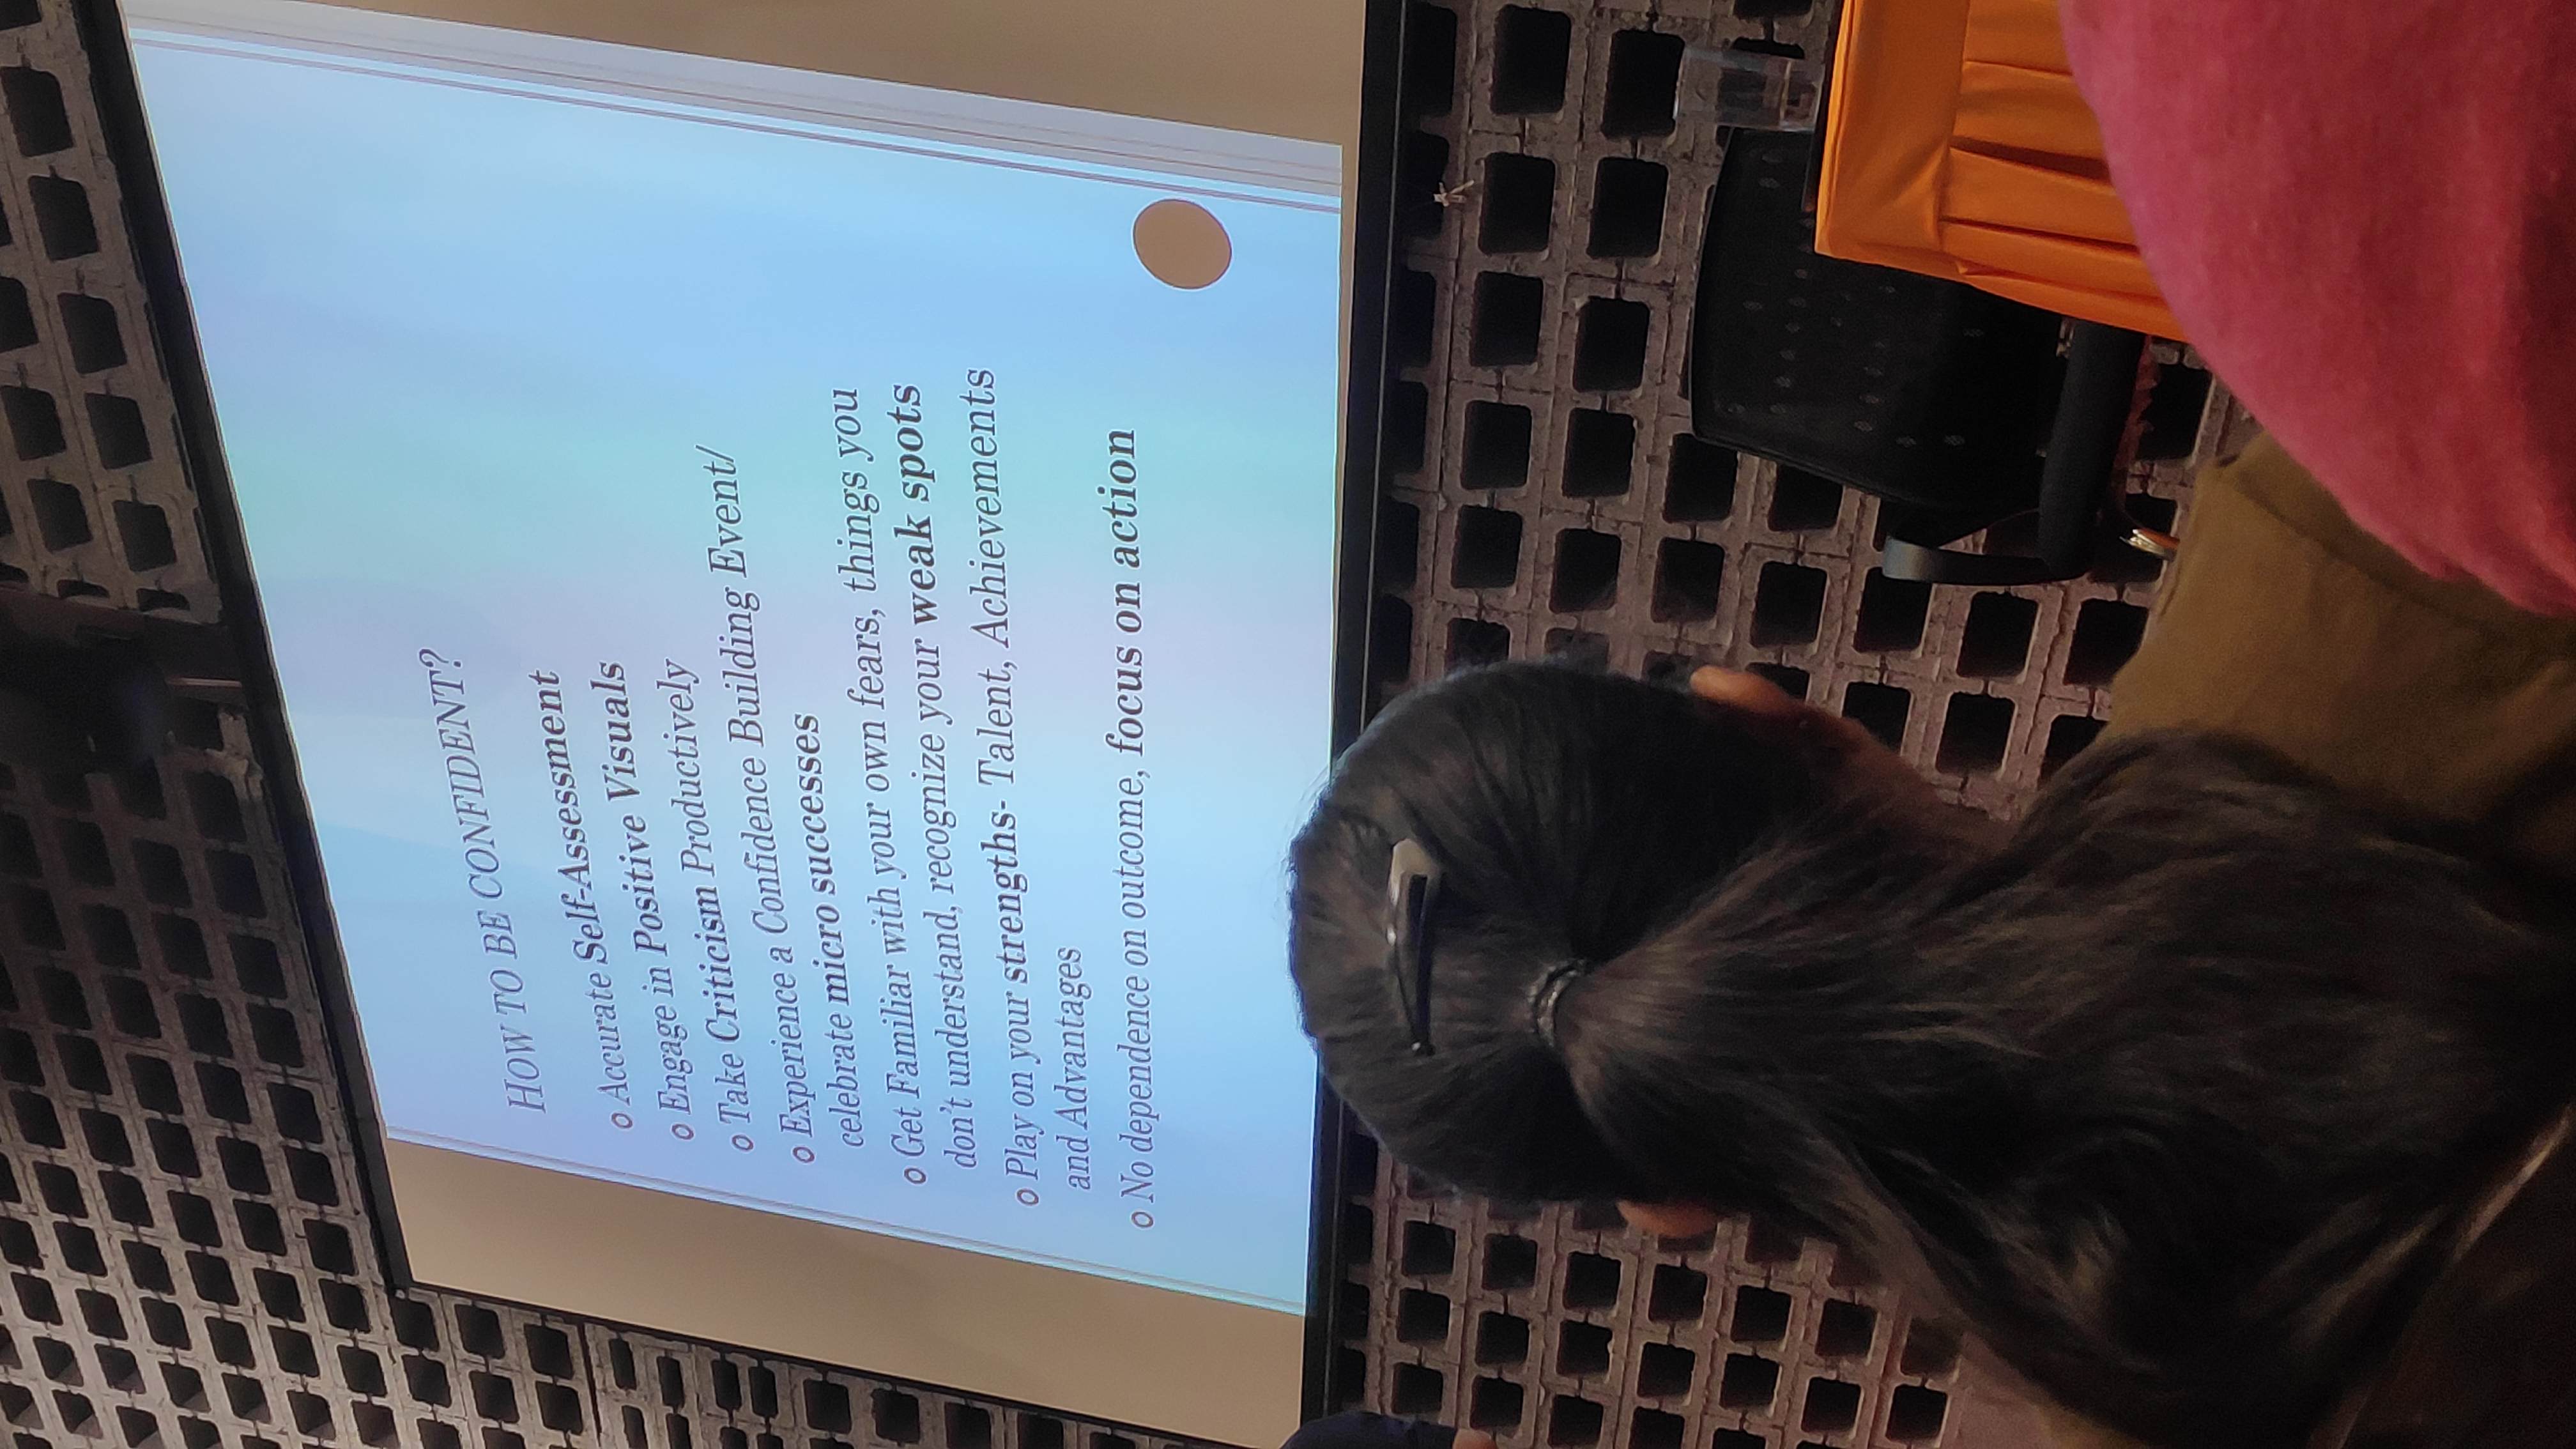 HOW TO BE CONFIDENT?
Accurate Self-Assessment
Engage in Positive Visuals
Take Criticism Productively
Experience a Confidence Building Event/
celebrate micro successes
Get Familiar with your own fears, things you
don't understand, recognize your weak spots
Play on your strengths- Talent, Achievements
and Advantages
No dependence on outcome, focus on action